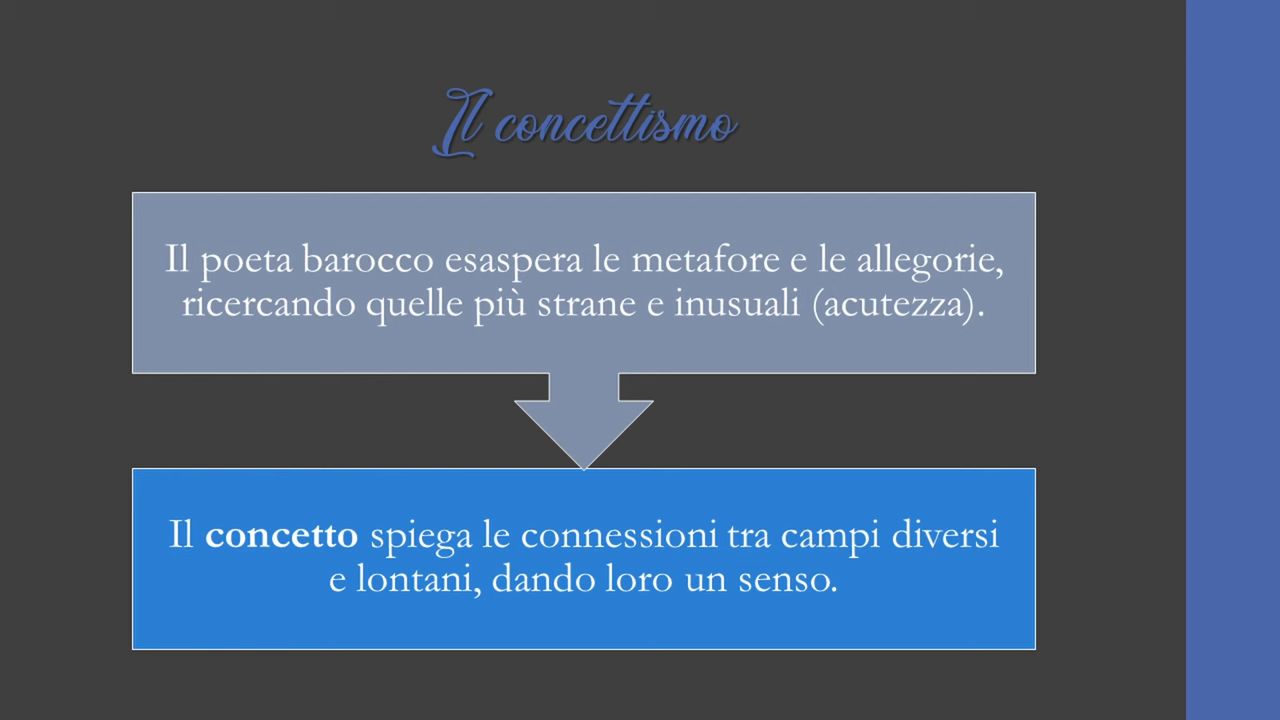 Il concettismo
Il poeta barocco esaspera le metafore e le allegorie,
ricercando quelle più strane e inusuali (acutezza).
Il concetto spiega le connessioni tra campi diversi
e lontani, dando loro un senso.